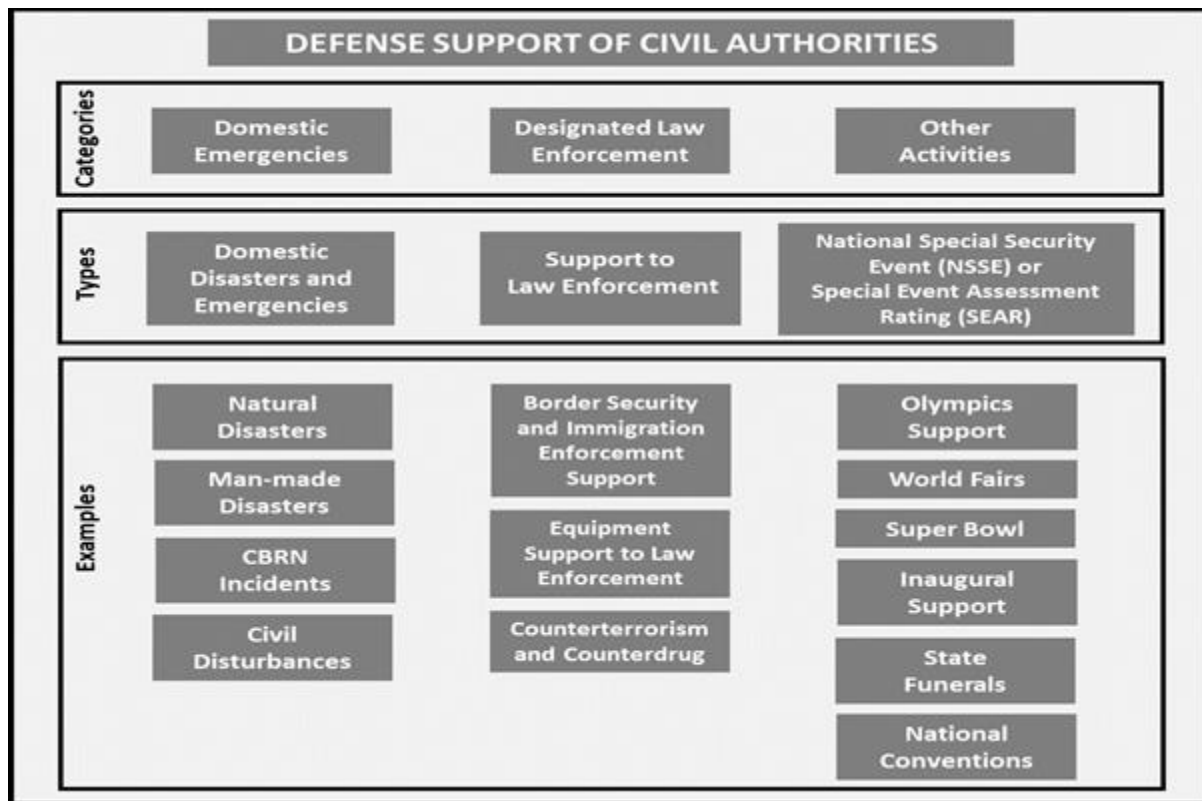 DEFENSE SUPPORT OF CIVIL AUTHORITIES
Categories
Domestic
Emergencies
Designated Law
Enforcement
Other
Activities
Types
Domestic
Disasters and
Emergencies
Support to
Law Enforcement
National Special Security
Event (NSSE) or
Special Event Assessment
Rating (SEAR)
Examples
Natural
Disasters
Man-made
Disasters
CBRN
Incidents
Civil
Disturbances
Border Security
and Immigration
Enforcement
Support
Equipment
Support to Law
Enforcement
Counterterrorism
and Counterdrug
Olympics
Support
World Fairs
Super Bowl
Inaugural
Support
State
Funerals
National
Conventions